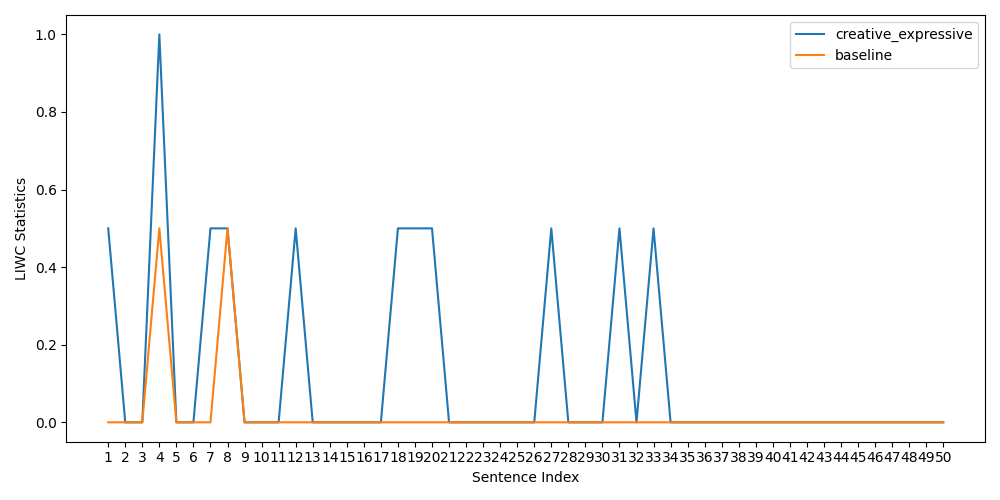 creative_expressive
baseline
1.0
0.8
0.6
0.4
0.2
0.0
LIWC Statistics
1 2 3 4 5 6 7 8 9 10 11 12 13 14 15 16 17 18 19 20 21 22 23 24 25 26 27 28 29 30 31 32 33 34 35 36 37 38 39 40 41 42 43 44 45 46 47 48 49 50
Sentence Index